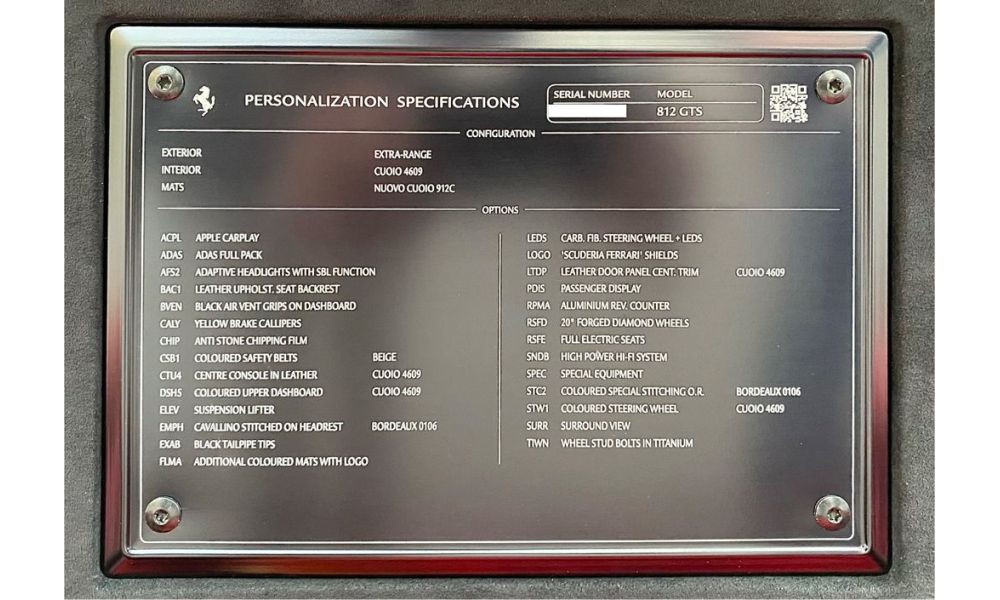 PERSONALIZATION SPECIFICATIONS
SERIAL NUMBER MODEL
812 GTS
CONFIGURATION
EXTERIOR EXTRA-RANGE
INTERIOR CUOIO 4609
MATS NUOVO CUOIO 912C
OPTIONS
ACPL APPLE CARPLAY
ADAS ADAS FULL PACK
AFS2 ADAPTIVE HEADLIGHTS WITH SBL FUNCTION
BAC1 LEATHER UPHOLST. SEAT BACKREST
BVEN BLACK AIR VENT GRIPS ON DASHBOARD
CALY YELLOW BRAKE CALLIPERS
CHIP ANTI STONE CHIPPING FILM
CSB1 COLOURED SAFETY BELTS BEIGE
CTU4 CENTRE CONSOLE IN LEATHER CUOIO 4609
DSH5 COLOURED UPPER DASHBOARD CUOIO 4609
ELEV SUSPENSION LIFTER
EMPH CAVALLINO STITCHED ON HEADREST BORDEAUX 0106
EXAB BLACK TAILPIPE TIPS
FLMA ADDITIONAL COLOURED MATS WITH LOGO
LEDS CARB. FIB. STEERING WHEEL + LEDS
LOGO 'SCUDERIA FERRARI' SHIELDS
LTDP LEATHER DOOR PANEL CENT. TRIM CUOIO 4609
PDIS PASSENGER DISPLAY
RPMA ALUMINIUM REV. COUNTER
RSFD 20" FORGED DIAMOND WHEELS
RSFE FULL ELECTRIC SEATS
SNDB HIGH POWER HI-FI SYSTEM
SPEC SPECIAL EQUIPMENT
STC2 COLOURED SPECIAL STITCHING O.R. BORDEAUX 0106
STW1 COLOURED STEERING WHEEL CUOIO 4609
SURR SURROUND VIEW
TIWN WHEEL STUD BOLTS IN TITANIUM